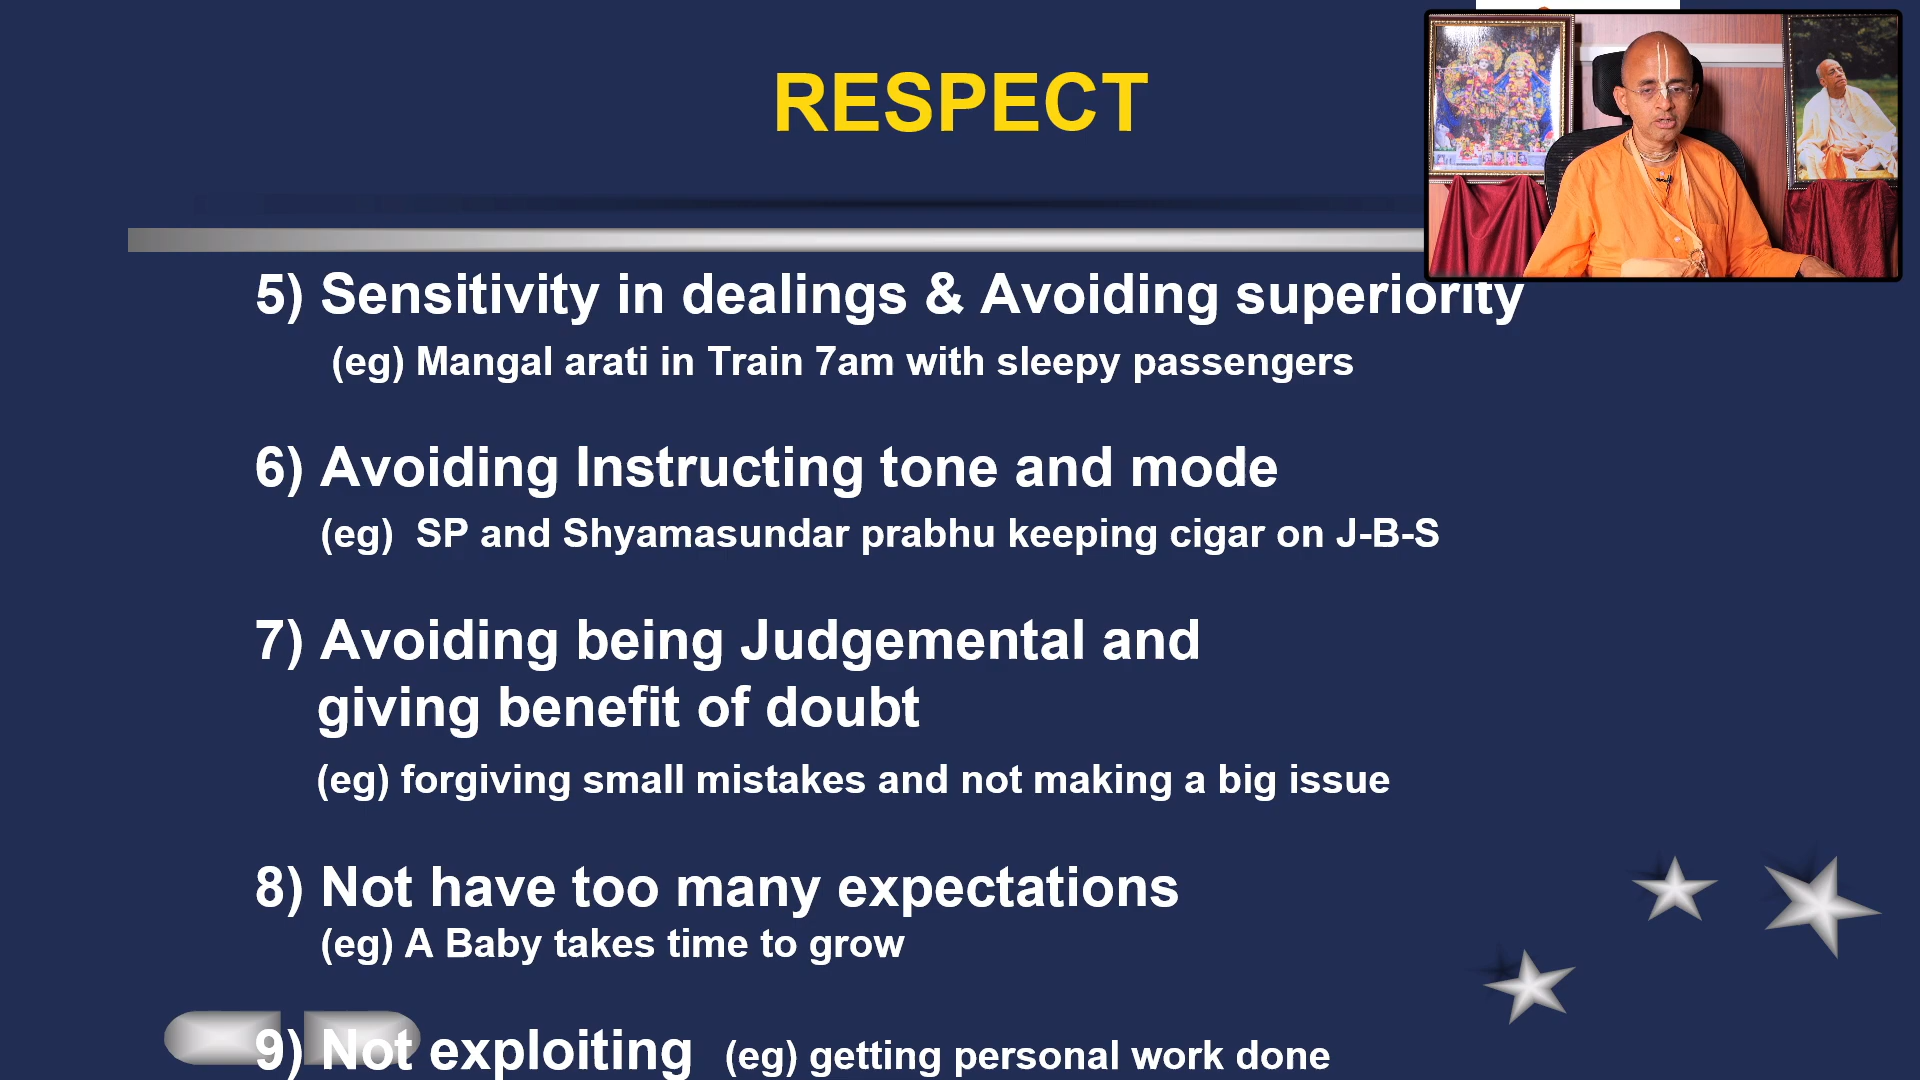 RESPECT
5) Sensitivity in dealings & Avoiding superiority
(eg) Mangal arati in Train 7am with sleepy passengers
6) Avoiding Instructing tone and mode
(eg) SP and Shyamasundar prabhu keeping cigar on J-B-S
7) Avoiding being Judgemental and
giving benefit of doubt
(eg) forgiving small mistakes and not making a big issue
8) Not have too many expectations
(eg) A Baby takes time to grow
9) Not exploiting (eg) getting personal work done